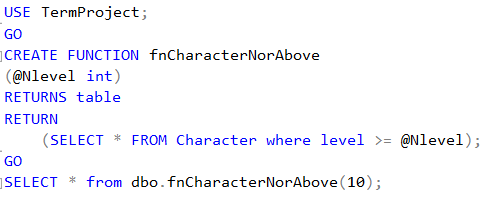 USE TermProject;
GO
CREATE FUNCTION fnCharacterNorAbove
(@Nlevel int)
RETURNS table
RETURN
(SELECT * FROM Character where level >= @Nlevel);
GO
SELECT * from dbo.fnCharacterNorAbove(10);